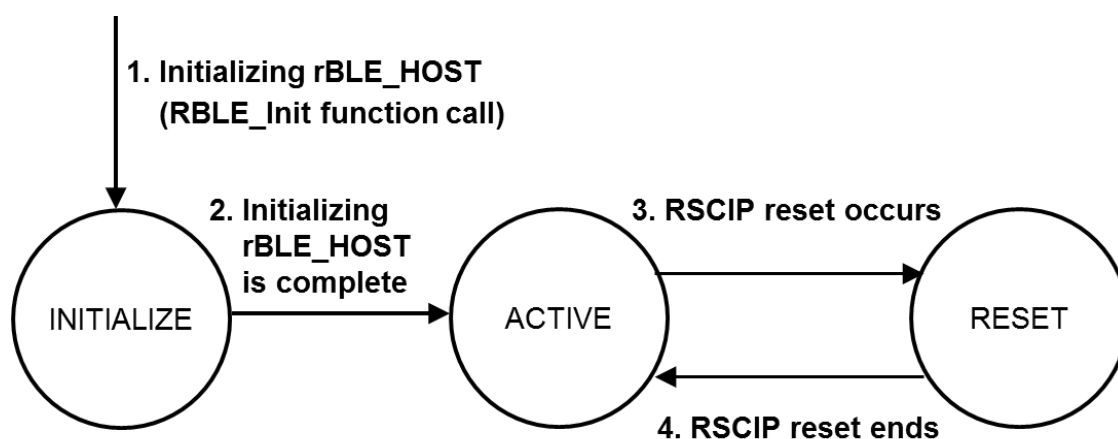 1. Initializing rBLE_HOST
(RBLE_Init function call)
2. Initializing
rBLE_HOST
is complete
3. RSCIP reset occurs
INITIALIZE
ACTIVE
RESET
4. RSCIP reset ends